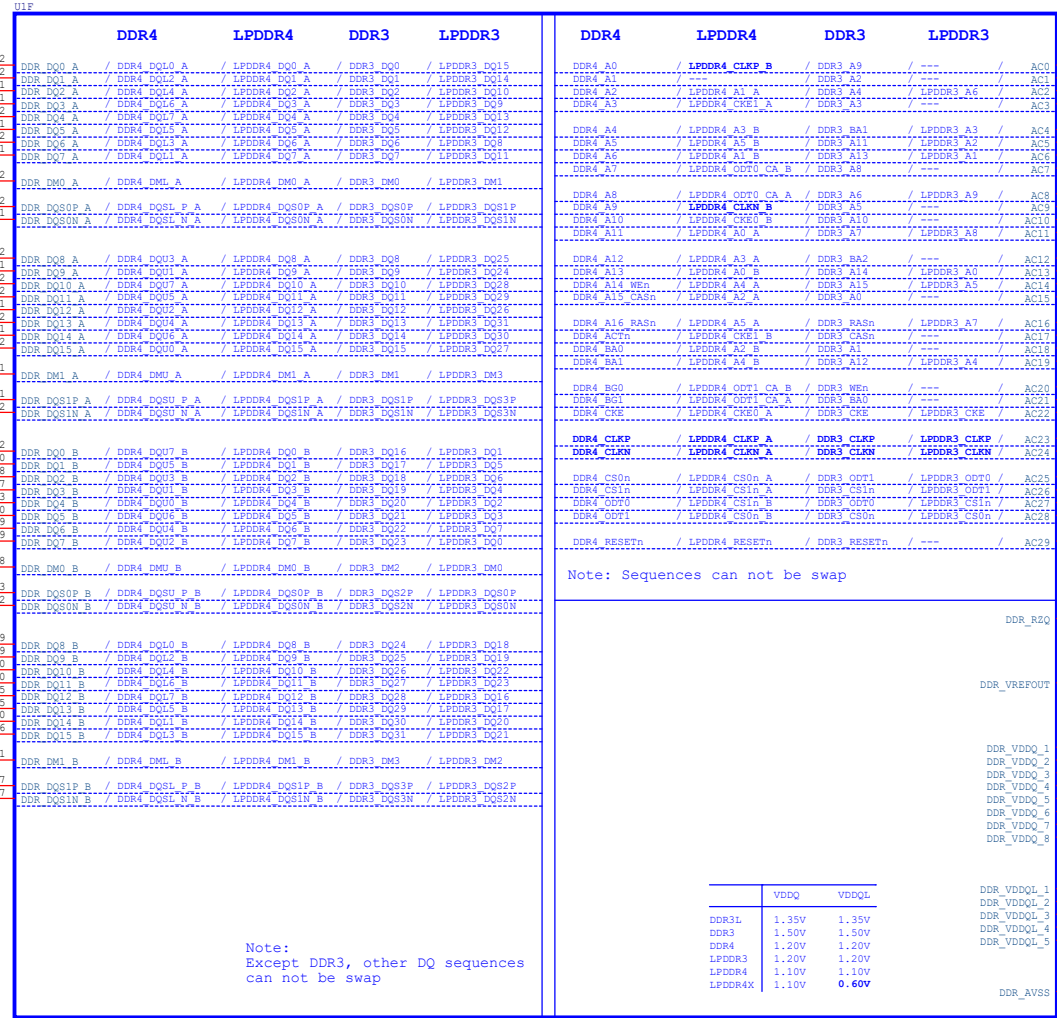 U1F
DDR4 LPDDR4 DDR3 LPDDR3
DDR_DQ0_A / DDR4_DQL0_A / LPDDR4_DQ0_A / DDR3_DQ0 / LPDDR3_DQ15
DDR_DQ1_A / DDR4_DQL2_A / LPDDR4_DQ1_A / DDR3_DQ1 / LPDDR3_DQ14
DDR_DQ2_A / DDR4_DQL4_A / LPDDR4_DQ2_A / DDR3_DQ2 / LPDDR3_DQ10
DDR_DQ3_A / DDR4_DQL6_A / LPDDR4_DQ3_A / DDR3_DQ3 / LPDDR3_DQ9
DDR_DQ4_A / DDR4_DQL7_A / LPDDR4_DQ4_A / DDR3_DQ4 / LPDDR3_DQ13
DDR_DQ5_A / DDR4_DQL5_A / LPDDR4_DQ5_A / DDR3_DQ5 / LPDDR3_DQ12
DDR_DQ6_A / DDR4_DQL3_A / LPDDR4_DQ6_A / DDR3_DQ6 / LPDDR3_DQ8
DDR_DQ7_A / DDR4_DQL1_A / LPDDR4_DQ7_A / DDR3_DQ7 / LPDDR3_DQ11
DDR_DM0_A / DDR4_DML_A / LPDDR4_DM0_A / DDR3_DM0 / LPDDR3_DM1
DDR_DQS0P_A / DDR4_DQSL_P_A / LPDDR4_DQS0P_A / DDR3_DQS0P / LPDDR3_DQS1P
DDR_DQS0N_A / DDR4_DQSL_N_A / LPDDR4_DQS0N_A / DDR3_DQS0N / LPDDR3_DQS1N
DDR_DQ8_A / DDR4_DQU3_A / LPDDR4_DQ8_A / DDR3_DQ8 / LPDDR3_DQ25
DDR_DQ9_A / DDR4_DQU1_A / LPDDR4_DQ9_A / DDR3_DQ9 / LPDDR3_DQ24
DDR_DQ10_A / DDR4_DQU7_A / LPDDR4_DQ10_A / DDR3_DQ10 / LPDDR3_DQ28
DDR_DQ11_A / DDR4_DQU5_A / LPDDR4_DQ11_A / DDR3_DQ11 / LPDDR3_DQ29
DDR_DQ12_A / DDR4_DQU2_A / LPDDR4_DQ12_A / DDR3_DQ12 / LPDDR3_DQ26
DDR_DQ13_A / DDR4_DQU4_A / LPDDR4_DQ13_A / DDR3_DQ13 / LPDDR3_DQ31
DDR_DQ14_A / DDR4_DQU6_A / LPDDR4_DQ14_A / DDR3_DQ14 / LPDDR3_DQ30
DDR_DQ15_A / DDR4_DQU0_A / LPDDR4_DQ15_A / DDR3_DQ15 / LPDDR3_DQ27
DDR_DM1_A / DDR4_DMU_A / LPDDR4_DM1_A / DDR3_DM1 / LPDDR3_DM3
DDR_DQS1P_A / DDR4_DQSU_P_A / LPDDR4_DQS1P_A / DDR3_DQS1P / LPDDR3_DQS3P
DDR_DQS1N_A / DDR4_DQSU_N_A / LPDDR4_DQS1N_A / DDR3_DQS1N / LPDDR3_DQS3N
DDR_DQ0_B / DDR4_DQU7_B / LPDDR4_DQ0_B / DDR3_DQ16 / LPDDR3_DQ1
DDR_DQ1_B / DDR4_DQU5_B / LPDDR4_DQ1_B / DDR3_DQ17 / LPDDR3_DQ5
DDR_DQ2_B / DDR4_DQU3_B / LPDDR4_DQ2_B / DDR3_DQ18 / LPDDR3_DQ6
DDR_DQ3_B / DDR4_DQU1_B / LPDDR4_DQ3_B / DDR3_DQ19 / LPDDR3_DQ4
DDR_DQ4_B / DDR4_DQU0_B / LPDDR4_DQ4_B / DDR3_DQ20 / LPDDR3_DQ2
DDR_DQ5_B / DDR4_DQU6_B / LPDDR4_DQ5_B / DDR3_DQ21 / LPDDR3_DQ3
DDR_DQ6_B / DDR4_DQU4_B / LPDDR4_DQ6_B / DDR3_DQ22 / LPDDR3_DQ7
DDR_DQ7_B / DDR4_DQU2_B / LPDDR4_DQ7_B / DDR3_DQ23 / LPDDR3_DQ0
DDR_DM0_B / DDR4_DMU_B / LPDDR4_DM0_B / DDR3_DM2 / LPDDR3_DM0
DDR_DQS0P_B / DDR4_DQSU_P_B / LPDDR4_DQS0P_B / DDR3_DQS2P / LPDDR3_DQS0P
DDR_DQS0N_B / DDR4_DQSU_N_B / LPDDR4_DQS0N_B / DDR3_DQS2N / LPDDR3_DQS0N
DDR_DQ8_B / DDR4_DQL0_B / LPDDR4_DQ8_B / DDR3_DQ24 / LPDDR3_DQ18
DDR_DQ9_B / DDR4_DQL2_B / LPDDR4_DQ9_B / DDR3_DQ25 / LPDDR3_DQ19
DDR_DQ10_B / DDR4_DQL4_B / LPDDR4_DQ10_B / DDR3_DQ26 / LPDDR3_DQ22
DDR_DQ11_B / DDR4_DQL6_B / LPDDR4_DQ11_B / DDR3_DQ27 / LPDDR3_DQ23
DDR_DQ12_B / DDR4_DQL7_B / LPDDR4_DQ12_B / DDR3_DQ28 / LPDDR3_DQ16
DDR_DQ13_B / DDR4_DQL5_B / LPDDR4_DQ13_B / DDR3_DQ29 / LPDDR3_DQ17
DDR_DQ14_B / DDR4_DQL1_B / LPDDR4_DQ14_B / DDR3_DQ30 / LPDDR3_DQ20
DDR_DQ15_B / DDR4_DQL3_B / LPDDR4_DQ15_B / DDR3_DQ31 / LPDDR3_DQ21
DDR_DM1_B / DDR4_DML_B / LPDDR4_DM1_B / DDR3_DM3 / LPDDR3_DM2
DDR_DQS1P_B / DDR4_DQSL_P_B / LPDDR4_DQS1P_B / DDR3_DQS3P / LPDDR3_DQS2P
DDR_DQS1N_B / DDR4_DQSL_N_B / LPDDR4_DQS1N_B / DDR3_DQS3N / LPDDR3_DQS2N
Note:
Except DDR3, other DQ sequences
can not be swap
DDR4 LPDDR4 DDR3 LPDDR3
DDR4_A0 / LPDDR4_CLKP_B / DDR3_A9 / --- / AC0
DDR4_A1 / --- / DDR3_A2 / --- / AC1
DDR4_A2 / LPDDR4_A1_A / DDR3_A4 / LPDDR3_A6 / AC2
DDR4_A3 / LPDDR4_CKE1_A / DDR3_A3 / --- / AC3
DDR4_A4 / LPDDR4_A3_B / DDR3_BA1 / LPDDR3_A3 / AC4
DDR4_A5 / LPDDR4_A5_B / DDR3_A11 / LPDDR3_A2 / AC5
DDR4_A6 / LPDDR4_A1_B / DDR3_A13 / LPDDR3_A1 / AC6
DDR4_A7 / LPDDR4_ODT0_CA_B / DDR3_A8 / --- / AC7
DDR4_A8 / LPDDR4_ODT0_CA_A / DDR3_A6 / LPDDR3_A9 / AC8
DDR4_A9 / LPDDR4_CLKN_B / DDR3_A5 / --- / AC9
DDR4_A10 / LPDDR4_CKE0_B / DDR3_A10 / --- / AC10
DDR4_A11 / LPDDR4_A0_A / DDR3_A7 / LPDDR3_A8 / AC11
DDR4_A12 / LPDDR4_A3_A / DDR3_BA2 / --- / AC12
DDR4_A13 / LPDDR4_A0_B / DDR3_A14 / LPDDR3_A0 / AC13
DDR4_A14_WEn / LPDDR4_A4_A / DDR3_A15 / LPDDR3_A5 / AC14
DDR4_A15_CASn / LPDDR4_A2_A / DDR3_A0 / --- / AC15
DDR4_A16_RASn / LPDDR4_A5_A / DDR3_RASn / LPDDR3_A7 / AC16
DDR4_ACTn / LPDDR4_CKE1_B / DDR3_CASn / --- / AC17
DDR4_BA0 / LPDDR4_A2_B / DDR3_A1 / --- / AC18
DDR4_BA1 / LPDDR4_A4_B / DDR3_A12 / LPDDR3_A4 / AC19
DDR4_BG0 / LPDDR4_ODT1_CA_B / DDR3_WEn / --- / AC20
DDR4_BG1 / LPDDR4_ODT1_CA_A / DDR3_BA0 / --- / AC21
DDR4_CKE / LPDDR4_CKE0_A / DDR3_CKE / LPDDR3_CKE / AC22
DDR4_CLKP / LPDDR4_CLKP_A / DDR3_CLKP / LPDDR3_CLKP / AC23
DDR4_CLKN / LPDDR4_CLKN_A / DDR3_CLKN / LPDDR3_CLKN / AC24
DDR4_CS0n / LPDDR4_CS0n_A / DDR3_ODT1 / LPDDR3_ODT0 / AC25
DDR4_CS1n / LPDDR4_CS1n_A / DDR3_CS1n / LPDDR3_ODT1 / AC26
DDR4_ODT0 / LPDDR4_CS1n_B / DDR3_ODT0 / LPDDR3_CS1n / AC27
DDR4_ODT1 / LPDDR4_CS0n_B / DDR3_CS0n / LPDDR3_CS0n / AC28
DDR4_RESETn / LPDDR4_RESETn / DDR3_RESETn / --- / AC29
Note: Sequences can not be swap
DDR_RZQ
DDR_VREFOUT
DDR_VDDQ_1
DDR_VDDQ_2
DDR_VDDQ_3
DDR_VDDQ_4
DDR_VDDQ_5
DDR_VDDQ_6
DDR_VDDQ_7
DDR_VDDQ_8
DDR_VDDQL_1
DDR_VDDQL_2
DDR_VDDQL_3
DDR_VDDQL_4
DDR_VDDQL_5
VDDQ VDDQL
DDR3L 1.35V 1.35V
DDR3 1.50V 1.50V
DDR4 1.20V 1.20V
LPDDR3 1.20V 1.20V
LPDDR4 1.10V 1.10V
LPDDR4X 1.10V 0.60V
DDR_AVSS